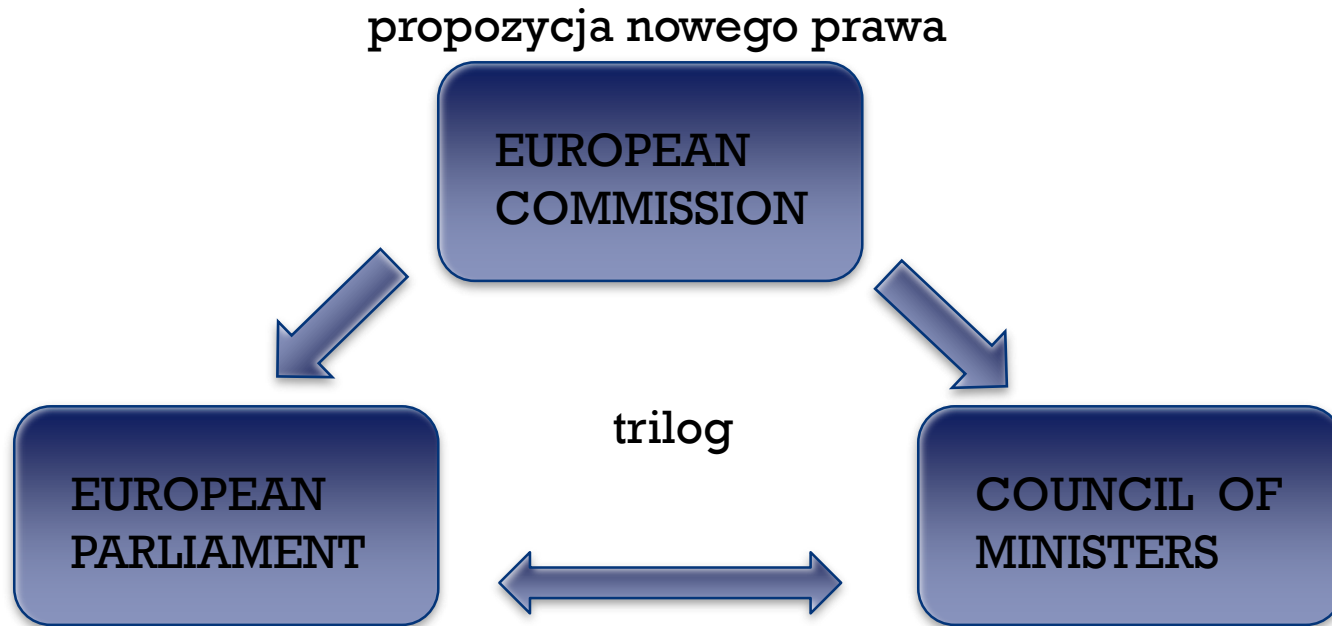 propozycja nowego prawa
EUROPEAN
COMMISSION
trilog
EUROPEAN
PARLIAMENT
COUNCIL OF
MINISTERS